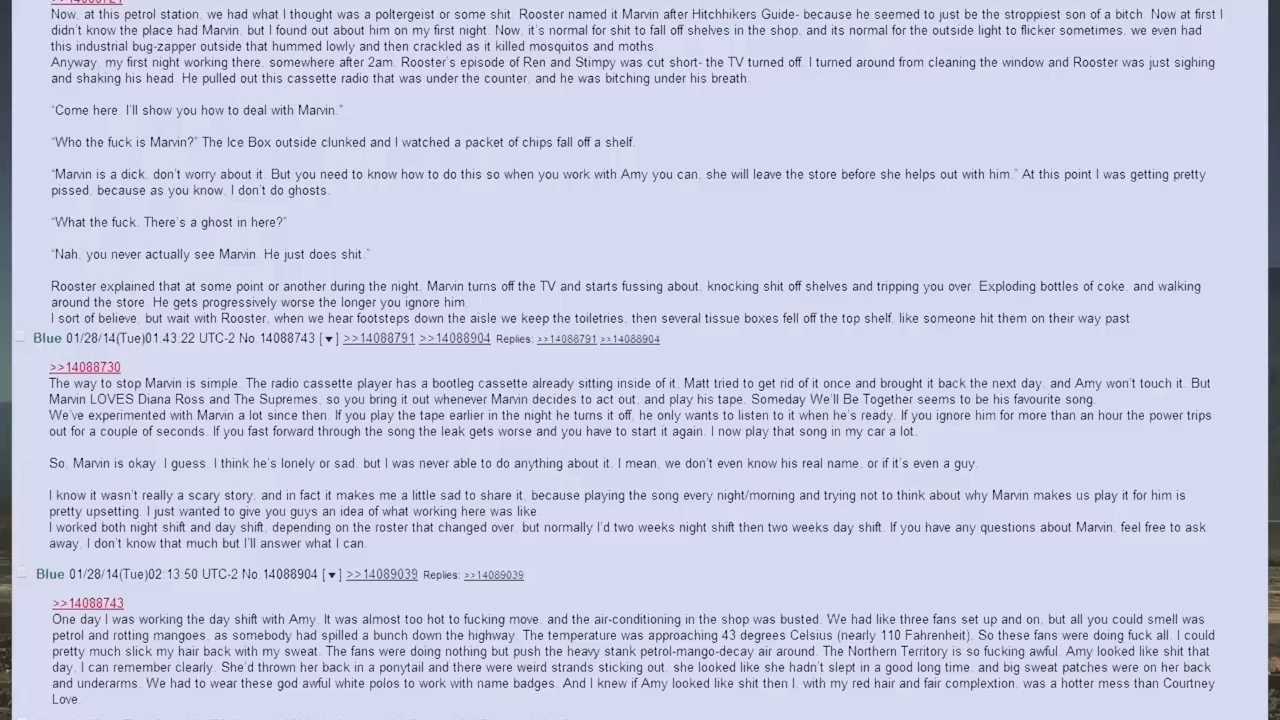 Now, at this petrol station, we had what I thought was a poltergeist or some shit. Rooster named it Marvin after Hitchhikers Guide- because he seemed to just be the stroppiest son of a bitch. Now at first I
didn't know the place had Marvin, but I found out about him on my first night. Now, it's normal for shit to fall off shelves in the shop, and its normal for the outside light to flicker sometimes, we even had
this industrial bug-zapper outside that hummed lowly and then crackled as it killed mosquitos and moths.
Anyway, my first night working there, somewhere after 2am, Rooster's episode of Ren and Stimpy was cut short- the TV turned off. I turned around from cleaning the window and Rooster was just sighing
and shaking his head. He pulled out this cassette radio that was under the counter, and he was bitching under his breath.
"Come here. I'll show you how to deal with Marvin."
"Who the fuck is Marvin?" The Ice Box outside clunked and I watched a packet of chips fall off a shelf.
"Marvin is a dick, don't worry about it. But you need to know how to do this so when you work with Amy you can, she will leave the store before she helps out with him." At this point I was getting pretty
pissed, because as you know, I don't do ghosts.
"What the fuck. There's a ghost in here?"
"Nah, you never actually see Marvin. He just does shit."
Rooster explained that at some point or another during the night, Marvin turns off the TV and starts fussing about, knocking shit off shelves and tripping you over. Exploding bottles of coke, and walking
around the store. He gets progressively worse the longer you ignore him.
I sort of believe, but wait with Rooster, when we hear footsteps down the aisle we keep the toiletries, then several tissue boxes fell off the top shelf, like someone hit them on their way past.
Blue 01/28/14(Tue)01:43:22 UTC-2 No.14088743 [▼] >>14088791 >>14088904 Replies: >>14088791 >>14088904
>>14088730
The way to stop Marvin is simple. The radio cassette player has a bootleg cassette already sitting inside of it, Matt tried to get rid of it once and brought it back the next day, and Amy won't touch it. But
Marvin LOVES Diana Ross and The Supremes, so you bring it out whenever Marvin decides to act out, and play his tape. Someday We'll Be Together seems to be his favourite song.
We've experimented with Marvin a lot since then. If you play the tape earlier in the night he turns it off, he only wants to listen to it when he's ready. If you ignore him for more than an hour the power trips
out for a couple of seconds. If you fast forward through the song the leak gets worse and you have to start it again. I now play that song in my car a lot.
So, Marvin is okay, I guess. I think he's lonely or sad, but I was never able to do anything about it. I mean, we don't even know his real name, or if it's even a guy.
I know it wasn't really a scary story, and in fact it makes me a little sad to share it, because playing the song every night/morning and trying not to think about why Marvin makes us play it for him is
pretty upsetting. I just wanted to give you guys an idea of what working here was like.
I worked both night shift and day shift, depending on the roster that changed over, but normally I'd two weeks night shift then two weeks day shift. If you have any questions about Marvin, feel free to ask
away, I don't know that much but I'll answer what I can.
Blue 01/28/14(Tue)02:13:50 UTC-2 No.14088904 [▼] >>14089039 Replies: >>14089039
>>14088743
One day I was working the day shift with Amy. It was almost too hot to fucking move, and the air-conditioning in the shop was busted. We had like three fans set up and on, but all you could smell was
petrol and rotting mangoes, as somebody had spilled a bunch down the highway. The temperature was approaching 43 degrees Celsius (nearly 110 Fahrenheit). So these fans were doing fuck all. I could
pretty much slick my hair back with my sweat. The fans were doing nothing but push the heavy stank petrol-mango-decay air around. The Northern Territory is so fucking awful. Amy looked like shit that
day, I can remember clearly. She'd thrown her back in a ponytail and there were weird strands sticking out, she looked like she hadn't slept in a good long time, and big sweat patches were on her back
and underarms. We had to wear these god awful white polos to work with name badges. And I knew if Amy looked like shit then I, with my red hair and fair complextion, was a hotter mess than Courtney
Love.